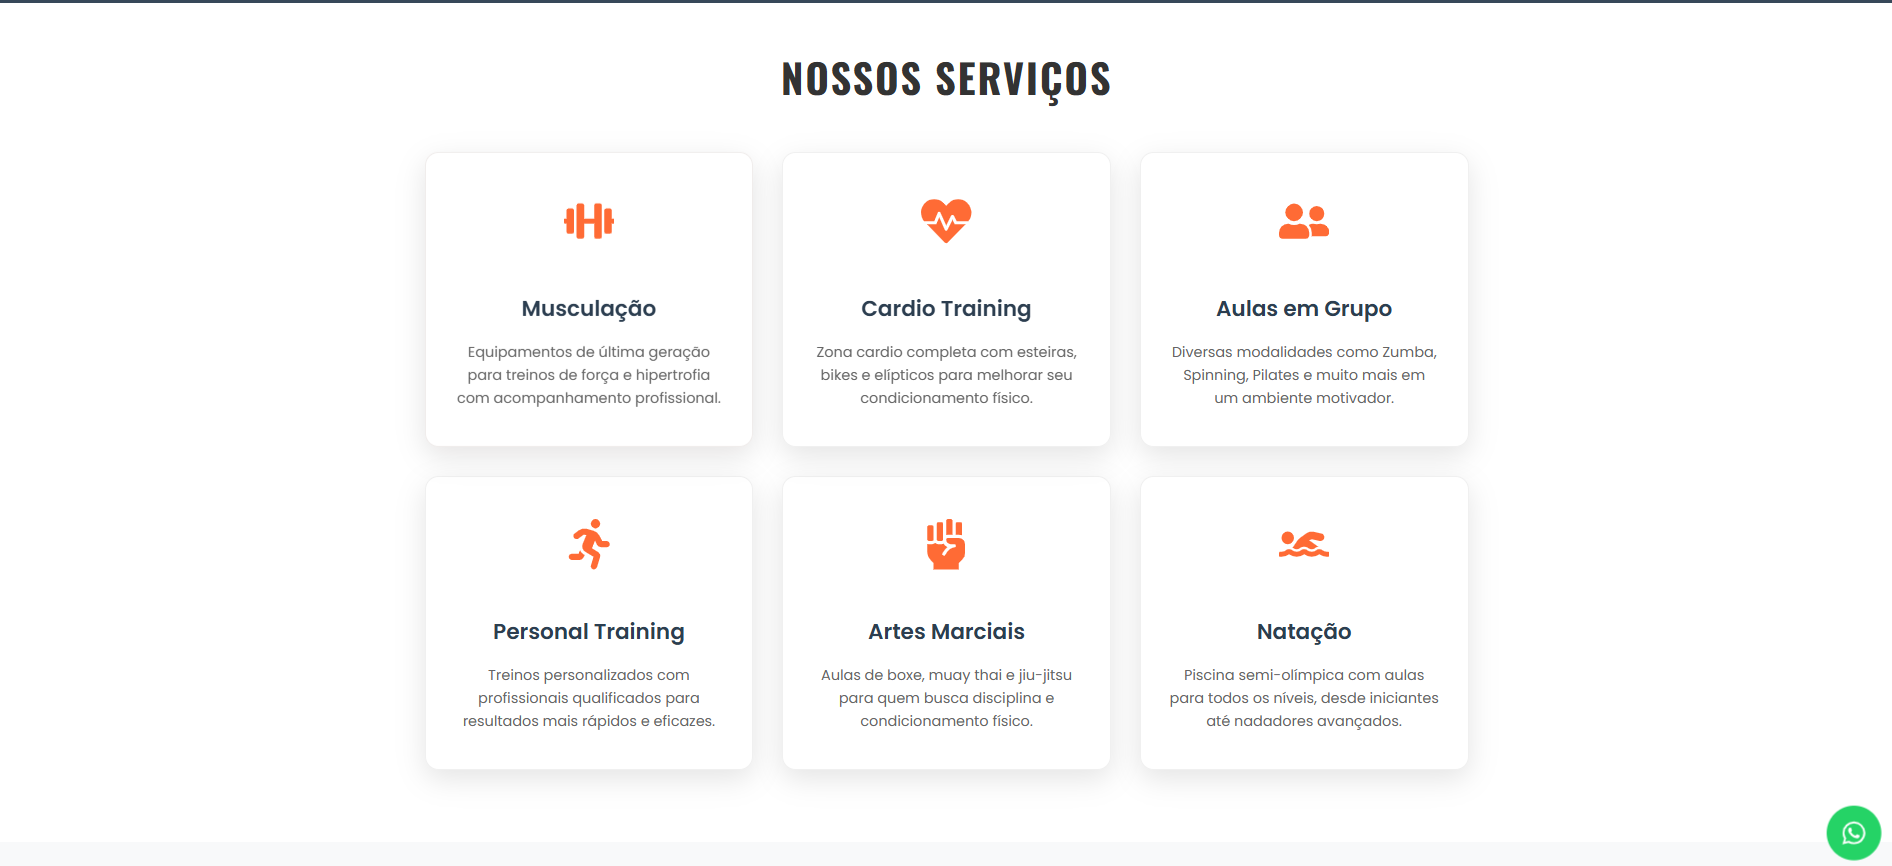 NOSSOS SERVIÇOS
Musculação
Equipamentos de última geração
para treinos de força e hipertrofia
com acompanhamento profissional.
Cardio Training
Zona cardio completa com esteiras,
bikes e elípticos para melhorar seu
condicionamento físico.
Aulas em Grupo
Diversas modalidades como Zumba,
Spinning, Pilates e muito mais em
um ambiente motivador.
Personal Training
Treinos personalizados com
profissionais qualificados para
resultados mais rápidos e eficazes.
Artes Marciais
Aulas de boxe, muay thai e jiu-jitsu
para quem busca disciplina e
condicionamento físico.
Natação
Piscina semi-olímpica com aulas
para todos os níveis, desde iniciantes
até nadadores avançados.